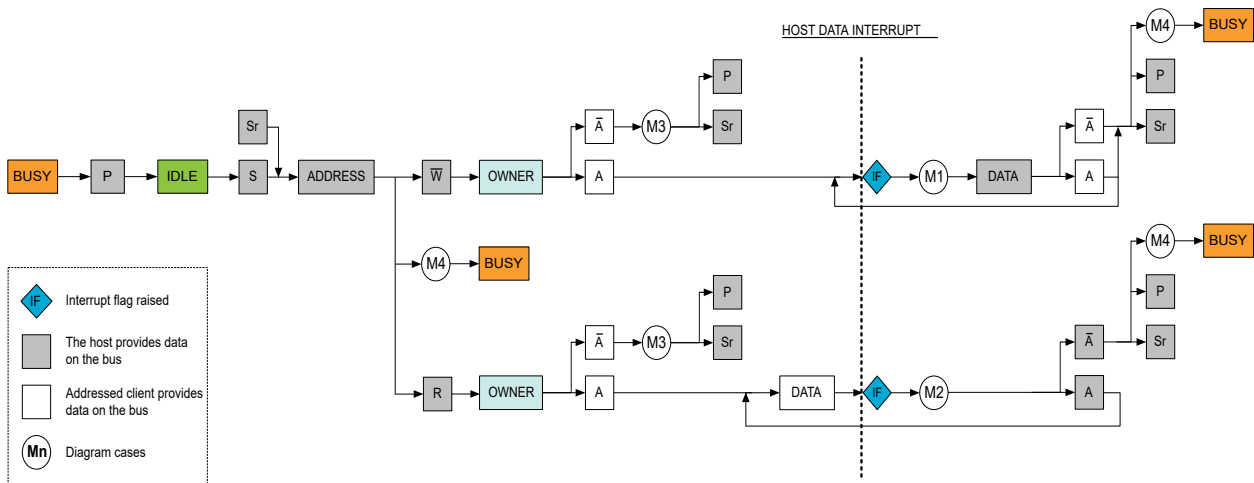 HOST DATA INTERRUPT
M4
BUSY
P
Sr
A̅
M3
Sr
A̅
Sr
P
BUSY
P
IDLE
S
ADDRESS
W̅
OWNER
A
IF
M1
DATA
A
M4
BUSY
M4
BUSY
P
P
A̅
M3
Sr
A̅
Sr
R
OWNER
A
DATA
IF
M2
A
IF
Interrupt flag raised
The host provides data
on the bus
Addressed client provides
data on the bus
Mn
Diagram cases